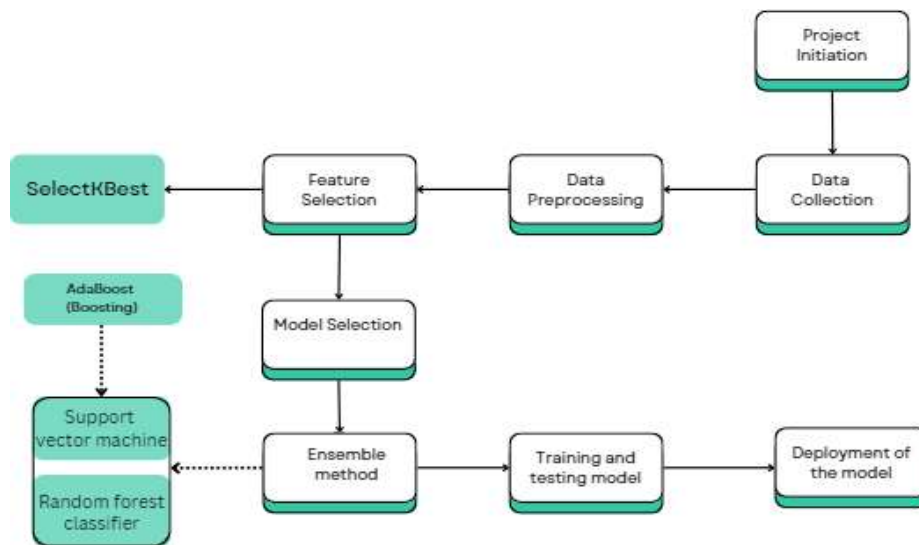 Project
Initiation
SelectKBest
Feature
Selection
Data
Preprocessing
Data
Collection
AdaBoost
(Boosting)
Model Selection
Support
vector machine
Random forest
classifier
Ensemble
method
Training and
testing model
Deployment of
the model